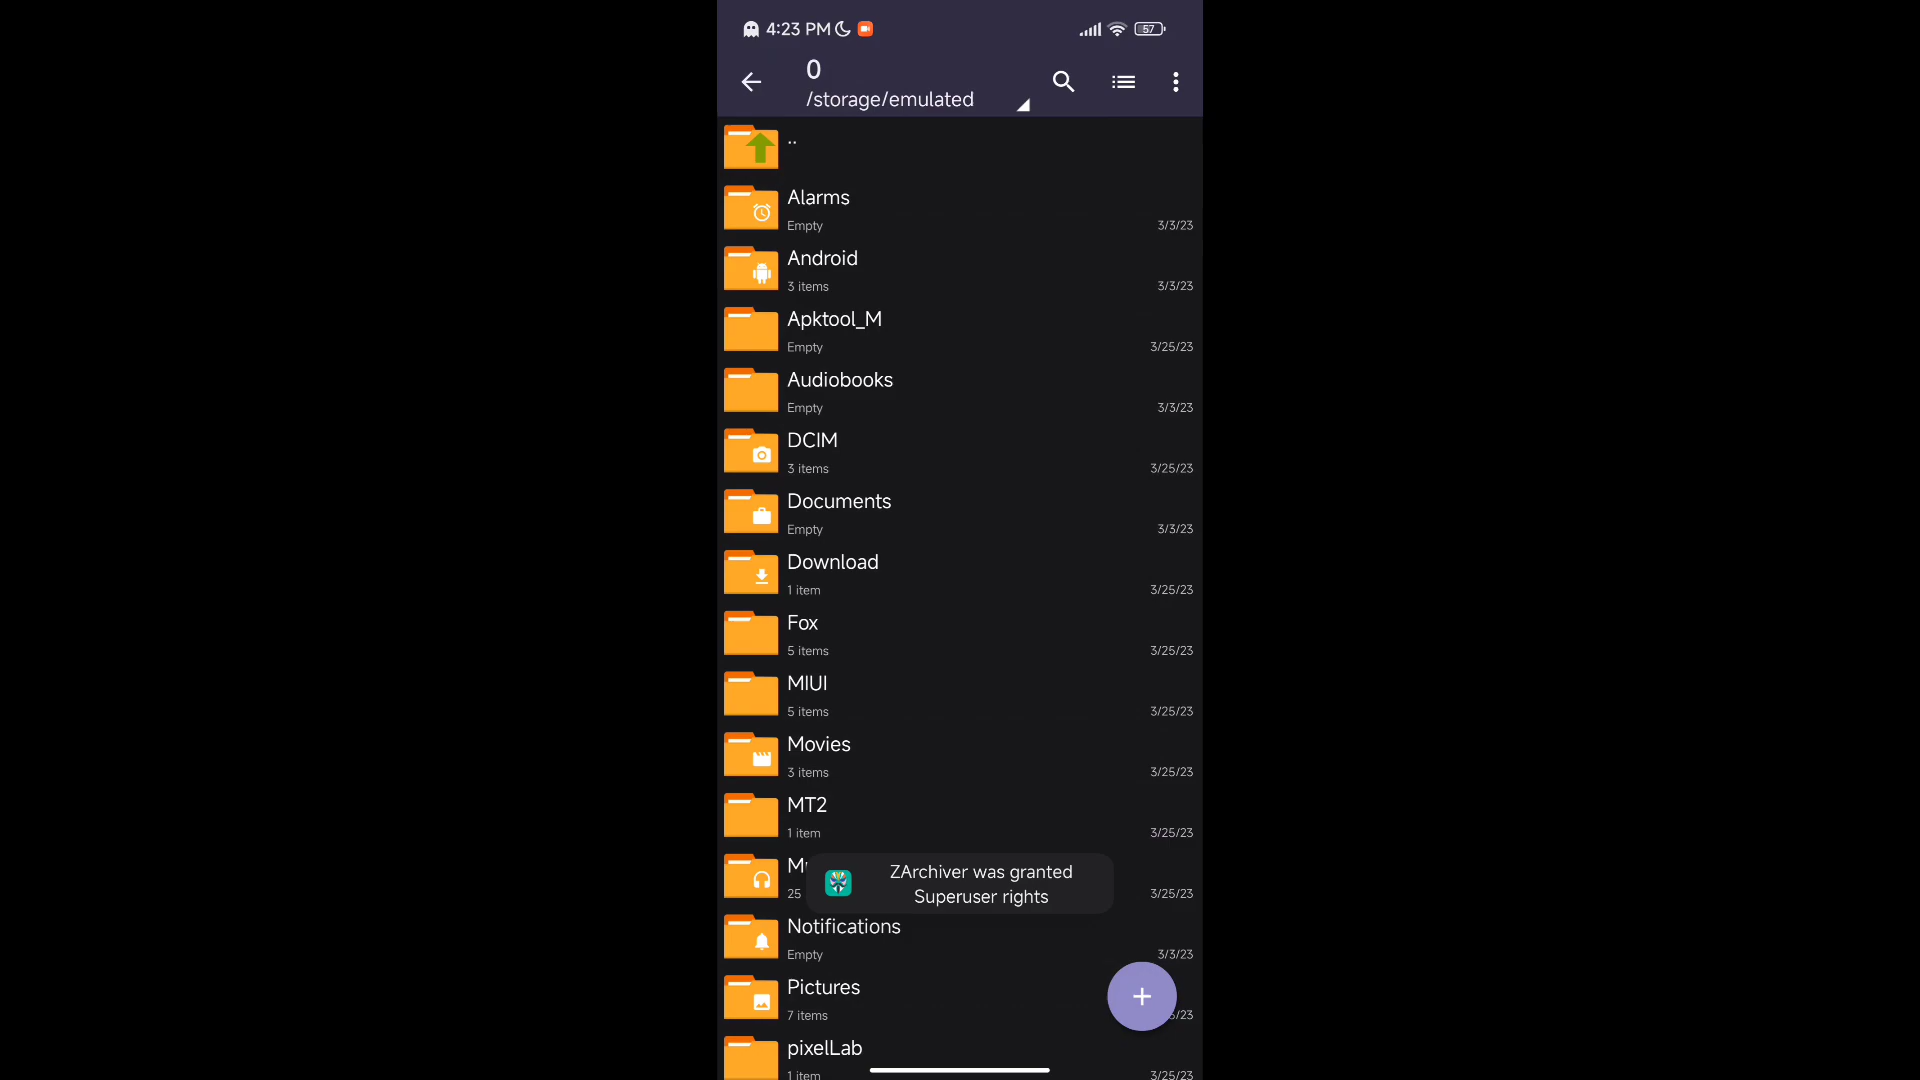 4:23 PM
57
0
/storage/emulated
..
Alarms
Empty
3/3/23
Android
3 items
3/3/23
Apktool_M
Empty
3/25/23
Audiobooks
Empty
3/3/23
DCIM
3 items
3/25/23
Documents
Empty
3/3/23
Download
1 item
3/25/23
Fox
5 items
3/25/23
MIUI
5 items
3/25/23
Movies
3 items
3/25/23
MT2
1 item
3/25/23
25
3/25/23
ZArchiver was granted
Superuser rights
Notifications
Empty
3/3/23
Pictures
7 items
/23
pixelLab
1 item
3/25/23